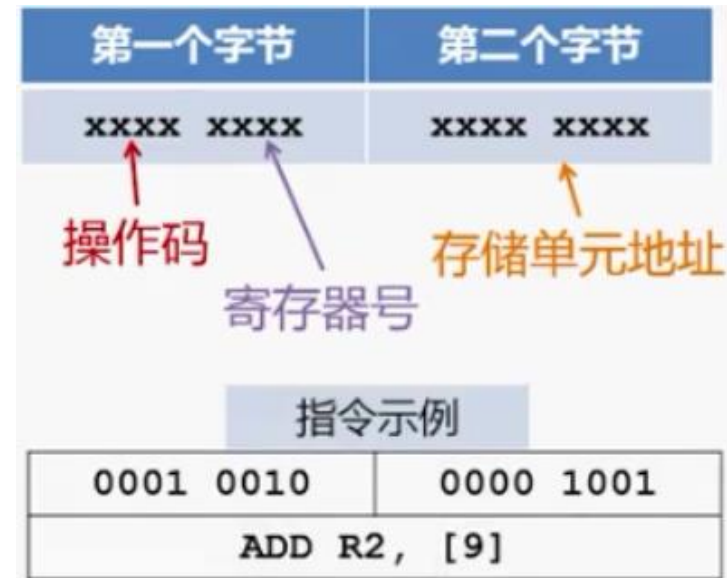 第一个字节 第二个字节
xxxx xxxx xxxx xxxx
操作码
存储单元地址
寄存器号
指令示例
0001 0010 0000 1001
ADD R2, [9]